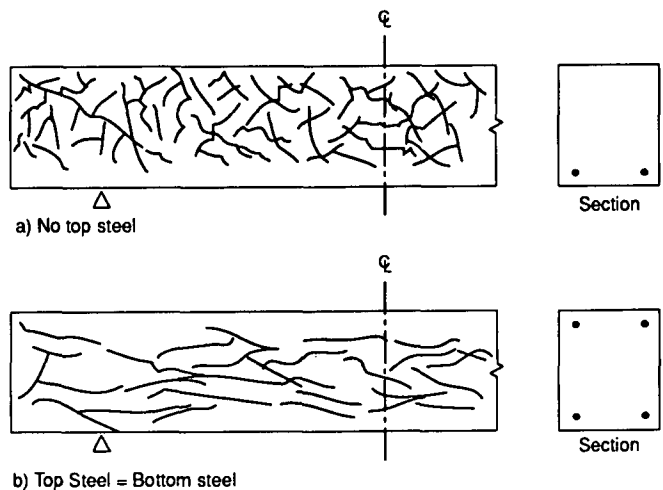 ℄
Section
a) No top steel
℄
Section
b) Top Steel = Bottom steel